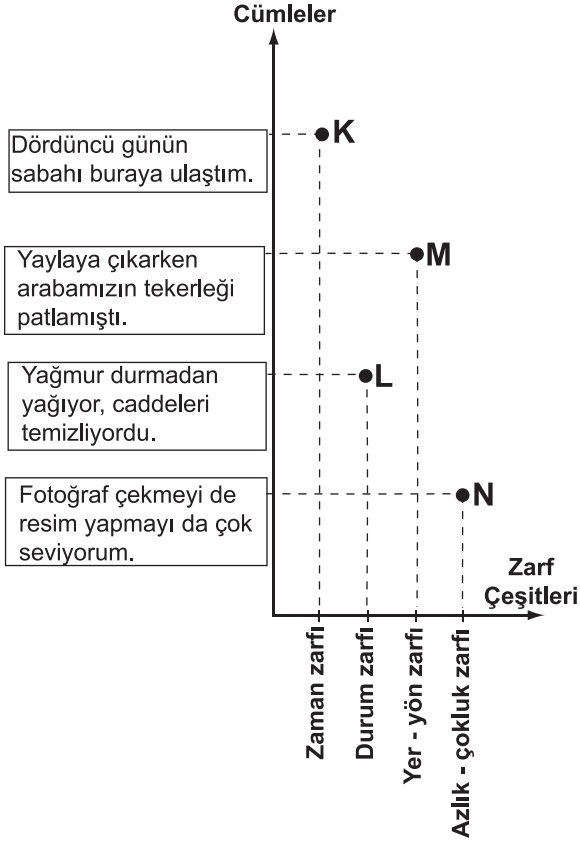 Cümleler
K
Dördüncü günün
sabahı buraya ulaştım.
M
Yaylaya çıkarken
arabamızın tekerleği
patlamıştı.
Yağmur durmadan
yağıyor, caddeleri
temizliyordu.
L
Fotoğraf çekmeyi de
resim yapmayı da çok
seviyorum.
N
Zarf
Çeşitleri
Zaman zarfı
Durum zarfı
Yer - yön zarfı
Azlık - çokluk zarfı